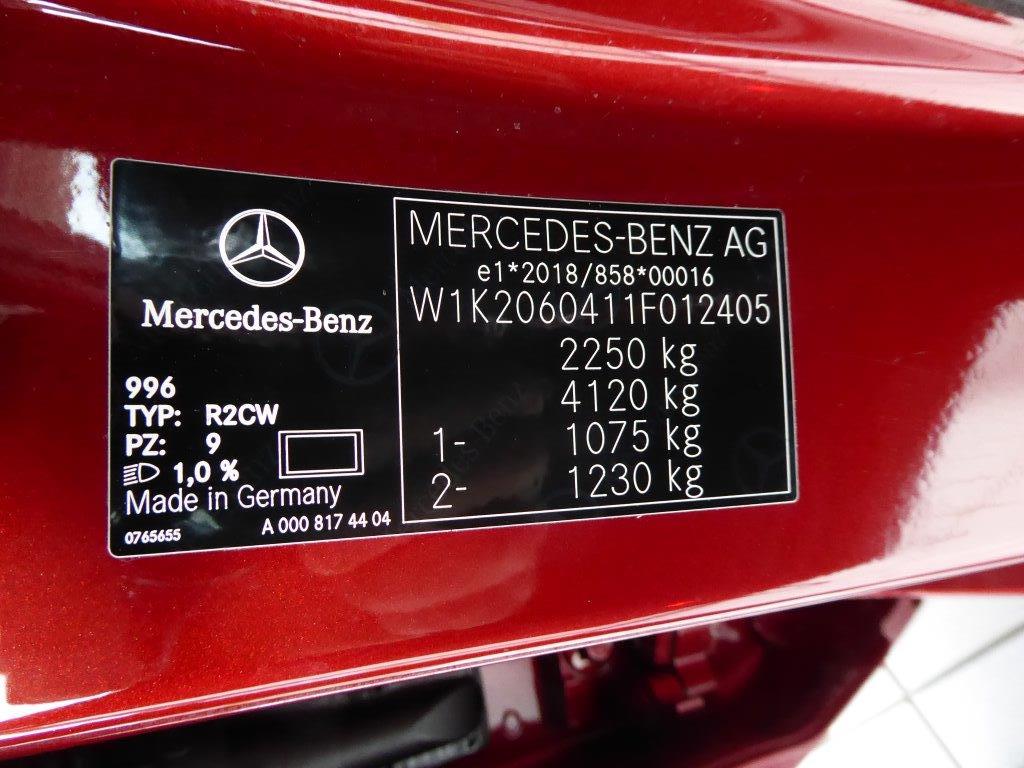 Mercedes-Benz
996
TYP: R2CW
PZ: 9
1,0 %
Made in Germany
0765655
A 000 817 44 04
MERCEDES-BENZ AG
e1*2018/858*00016
W1K2060411F012405
2250 kg
4120 kg
1- 1075 kg
2- 1230 kg